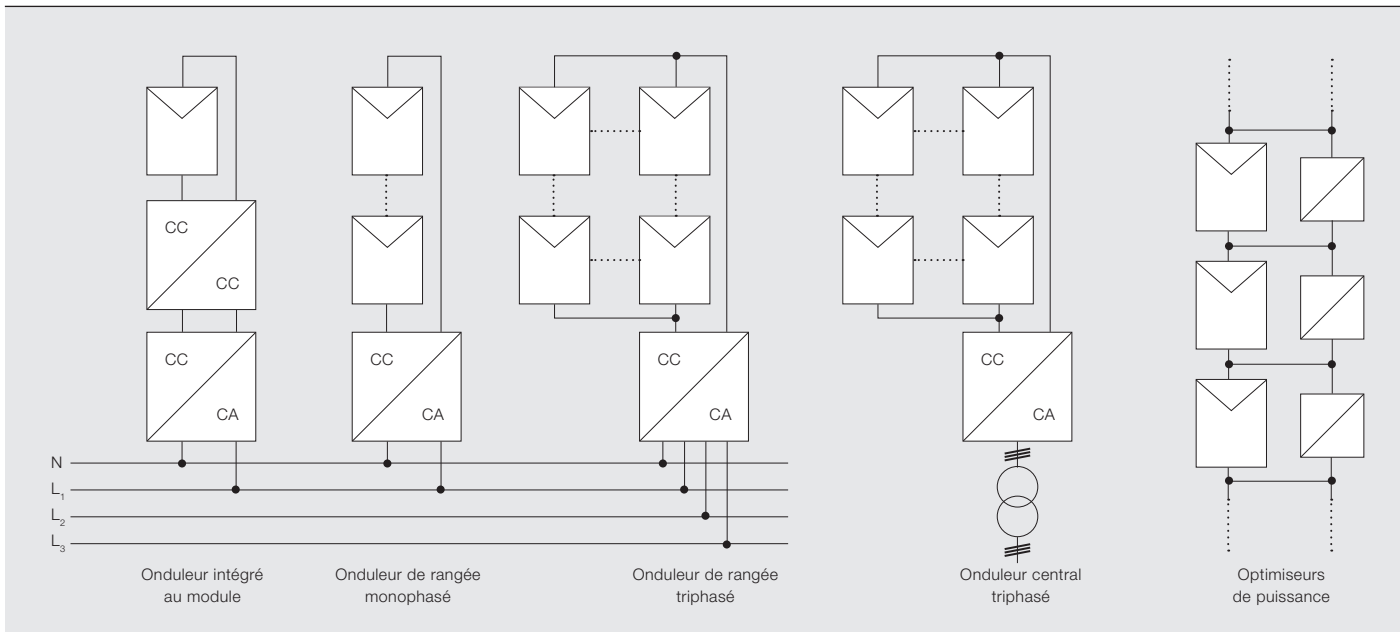 CC
CC
CC
CA
CC
CA
CC
CA
CC
CA
N
L₁
L₂
L₃
Onduleur intégré
au module
Onduleur de rangée
monophasé
Onduleur de rangée
triphasé
Onduleur central
triphasé
Optimiseurs
de puissance